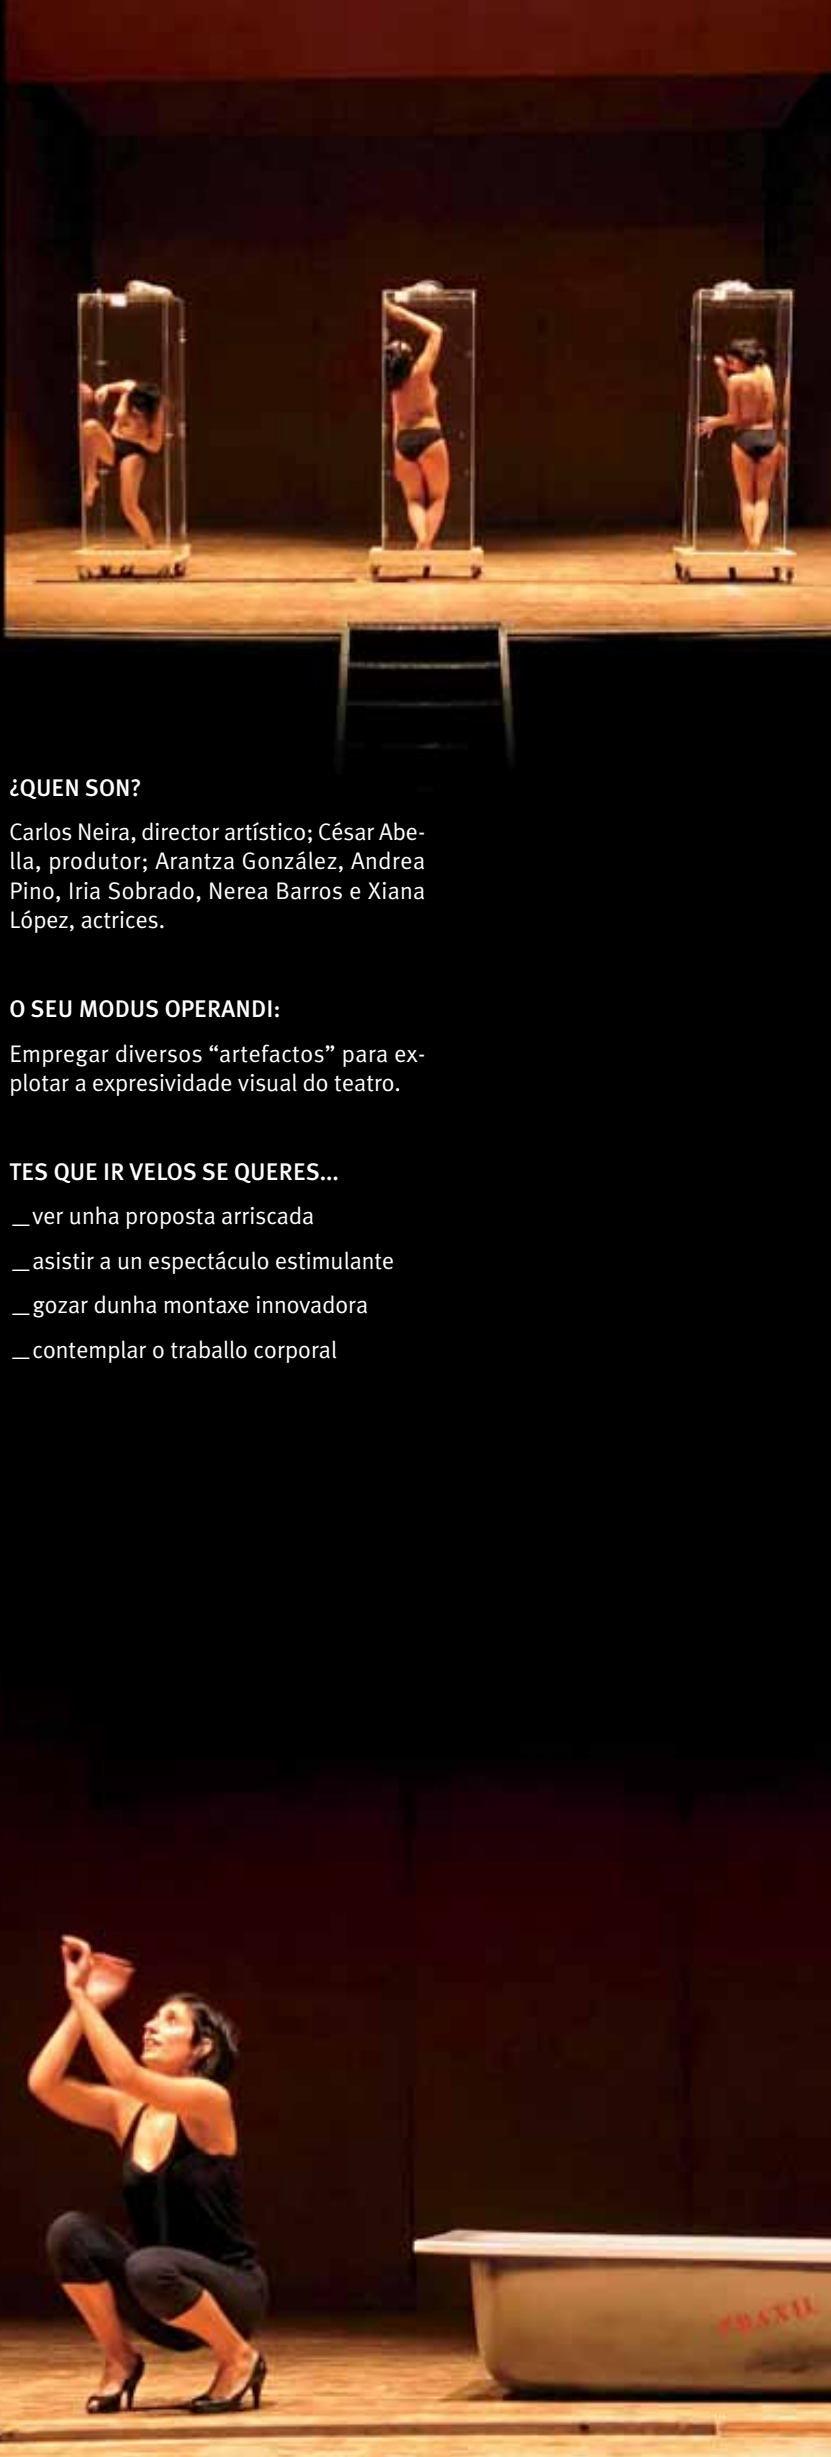 ¿QUEN SON?
Carlos Neira, director artístico; César Abe-
lla, produtor; Arantza González, Andrea
Pino, Iria Sobrado, Nerea Barros e Xiana
López, actrices.
O SEU MODUS OPERANDI:
Empregar diversos “artefactos” para ex-
plotar a expresividade visual do teatro.
TES QUE IR VELOS SE QUERES...
_ver unha proposta arriscada
_asistir a un espectáculo estimulante
_gozar dunha montaxe innovadora
_contemplar o traballo corporal